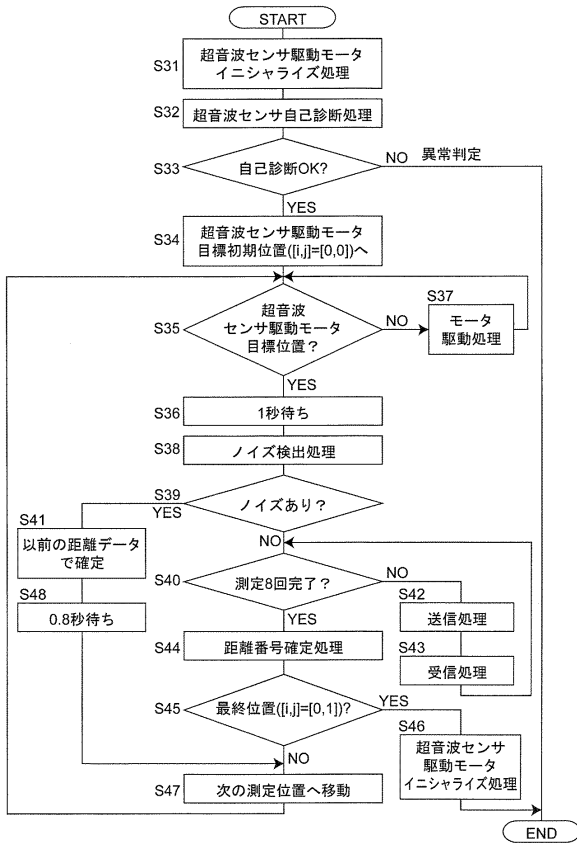 START
S31
超音波センサ駆動モータ
イニシャライズ処理
S32
超音波センサ自己診断処理
S33
自己診断OK?
NO 異常判定
YES
S34
超音波センサ駆動モータ
目標初期位置([i,j]=[0,0])へ
S35
超音波
センサ駆動モータ
目標位置?
NO
S37
モータ
駆動処理
YES
S36
1秒待ち
S38
ノイズ検出処理
S39
ノイズあり?
YES
S41
以前の距離データ
で確定
S48
0.8秒待ち
NO
S40
測定8回完了?
NO
S42
送信処理
S43
受信処理
YES
S44
距離番号確定処理
S45
最終位置([i,j]=[0,1])?
YES
S46
超音波センサ
駆動モータ
イニシャライズ処理
NO
S47
次の測定位置へ移動
END